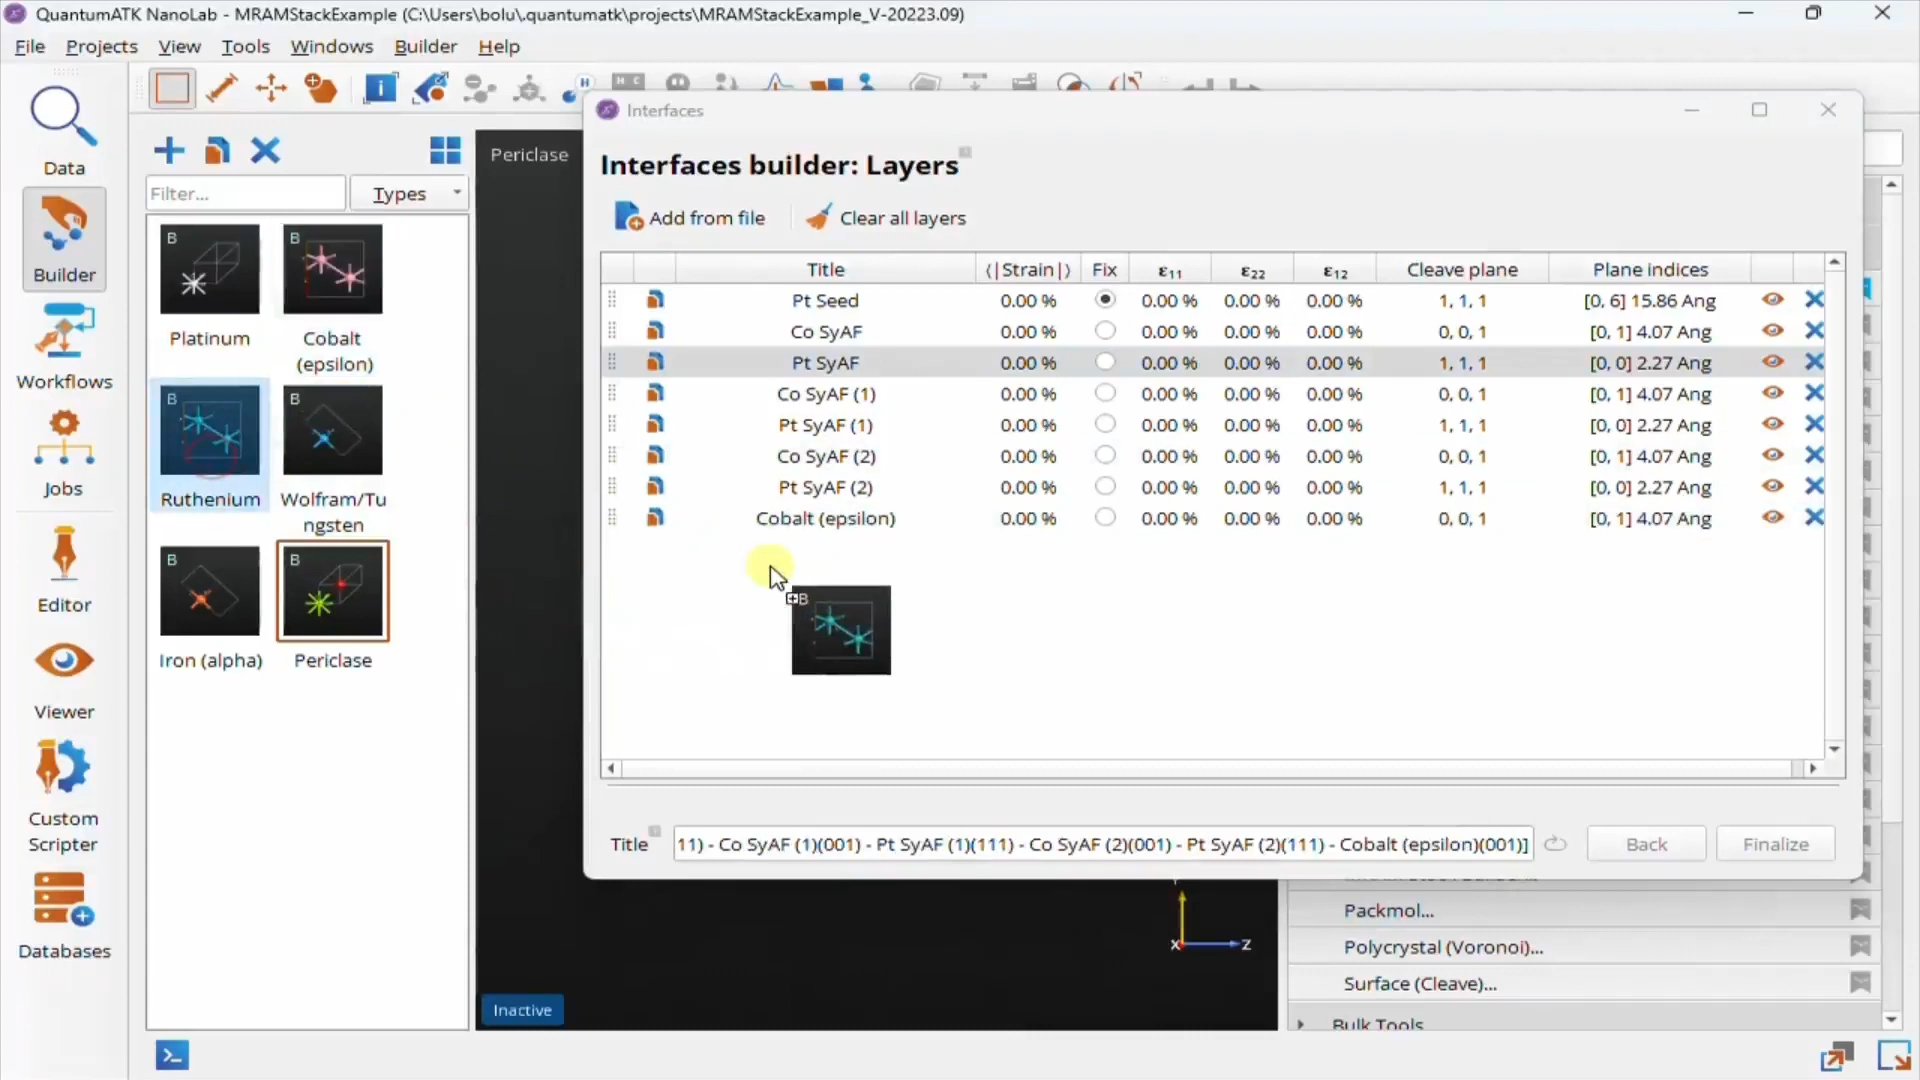 QuantumATK NanoLab - MRAMStackExample (C:\Users\bolu\.quantumatk\projects\MRAMStackExample_V-20223.09)
File Projects View Tools Windows Builder Help
Data
Builder
Workflows
Jobs
Editor
Viewer
Custom
Scripter
Databases
Filter...
Types
B
Platinum
B
Cobalt
(epsilon)
B
Ruthenium
B
Wolfram/Tu
ngsten
B
Iron (alpha)
B
Periclase
Periclase
Inactive
x
z
Interfaces
Interfaces builder: Layers
Add from file
Clear all layers
Title ⟨|Strain|⟩ Fix ε₁₁ ε₂₂ ε₁₂ Cleave plane Plane indices
Pt Seed 0.00 % 0.00 % 0.00 % 0.00 % 1, 1, 1 [0, 6] 15.86 Ang
Co SyAF 0.00 % 0.00 % 0.00 % 0.00 % 0, 0, 1 [0, 1] 4.07 Ang
Pt SyAF 0.00 % 0.00 % 0.00 % 0.00 % 1, 1, 1 [0, 0] 2.27 Ang
Co SyAF (1) 0.00 % 0.00 % 0.00 % 0.00 % 0, 0, 1 [0, 1] 4.07 Ang
Pt SyAF (1) 0.00 % 0.00 % 0.00 % 0.00 % 1, 1, 1 [0, 0] 2.27 Ang
Co SyAF (2) 0.00 % 0.00 % 0.00 % 0.00 % 0, 0, 1 [0, 1] 4.07 Ang
Pt SyAF (2) 0.00 % 0.00 % 0.00 % 0.00 % 1, 1, 1 [0, 0] 2.27 Ang
Cobalt (epsilon) 0.00 % 0.00 % 0.00 % 0.00 % 0, 0, 1 [0, 1] 4.07 Ang
B
Title
11) - Co SyAF (1)(001) - Pt SyAF (1)(111) - Co SyAF (2)(001) - Pt SyAF (2)(111) - Cobalt (epsilon)(001)]
Back
Finalize
Packmol...
Polycrystal (Voronoi)...
Surface (Cleave)...
Bulk Tools